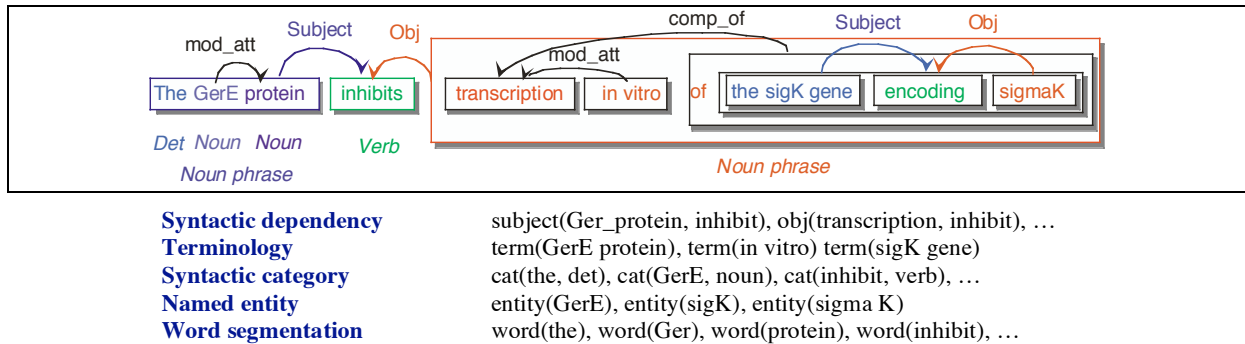 comp_of Subject Obj
Subject Obj
mod_att mod_att
The GerE protein inhibits transcription in vitro of the sigK gene encoding sigmaK
Det Noun Noun Verb
Noun phrase Noun phrase
Syntactic dependency subject(Ger_protein, inhibit), obj(transcription, inhibit), …
Terminology term(GerE protein), term(in vitro) term(sigK gene)
Syntactic category cat(the, det), cat(GerE, noun), cat(inhibit, verb), …
Named entity entity(GerE), entity(sigK), entity(sigma K)
Word segmentation word(the), word(Ger), word(protein), word(inhibit), …